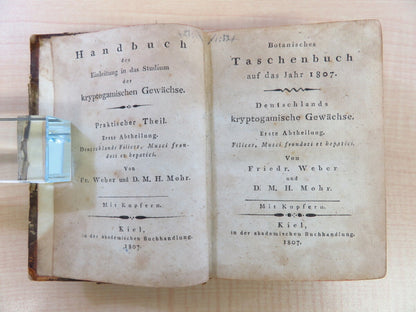 Handbuch
der
Einleitung in das Studium
der
kryptogamischen Gewächse.
Praktischer Theil.
Erste Abtheilung.
Deutschlands Filices, Musci fron-
dosi et hepatici.
Von
Fr. Weber und D. M. H. Mohr.
Mit Kupfern.
Kiel,
in der akademischen Buchhandlung.
1807.
Botanisches
Taschenbuch
auf das Jahr 1807.
Deutschlands
kryptogamische Gewächse.
Erste Abtheilung.
Filices, Musci frondosi et hepatici.
Von
Friedr. Weber
und
D. M. H. Mohr.
Mit Kupfern.
Kiel,
in der akademischen Buchhandlung.
1807.